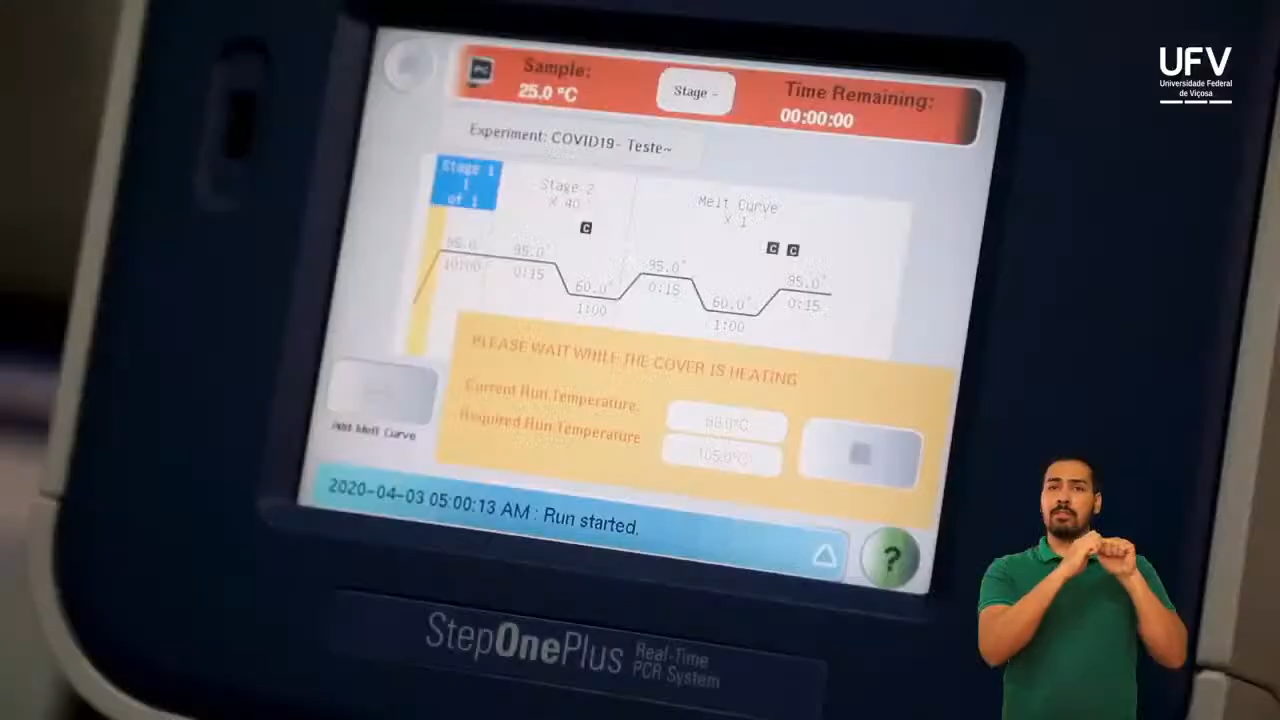 UFV
Universidade Federal
de Viçosa
PC
Sample:
25.0 °C
Stage -
Time Remaining:
00:00:00
Experiment: COVID19- Teste~
Stage 1
1
of 1
Stage 2
X 40
Melt Curve
X 1
C
C C
95.0
10:00
95.0°
0:15
60.0°
1:00
95.0°
0:15
60.0°
1:00
95.0°
0:15
PLEASE WAIT WHILE THE COVER IS HEATING
Current Run Temperature:
Required Run Temperature
105.0°C
Add Melt Curve
2020-04-03 05:00:13 AM : Run started.
?
StepOnePlus
Real-Time
PCR System